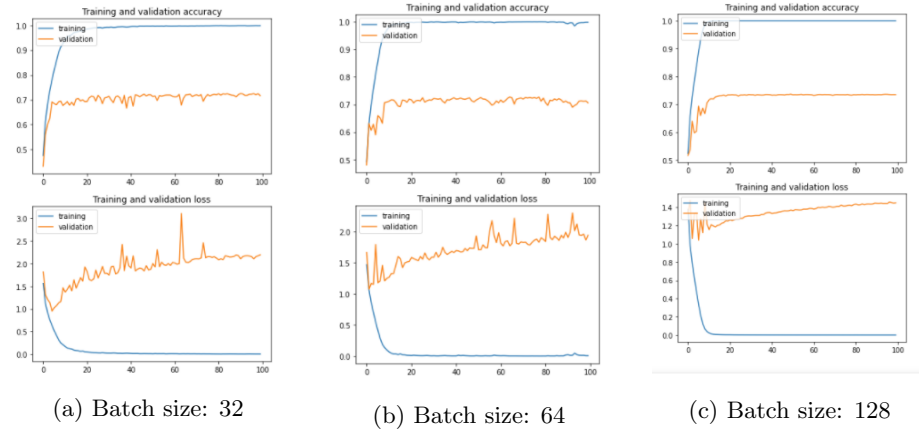 Training and validation accuracy
training
validation
1.0
0.9
0.8
0.7
0.6
0.5
0 20 40 60 80 100
Training and validation loss
training
validation
3.0
2.5
2.0
1.5
1.0
0.5
0.0
0 20 40 60 80 100
(a) Batch size: 32
Training and validation accuracy
training
validation
1.0
0.9
0.8
0.7
0.6
0.5
0 20 40 60 80 100
Training and validation loss
training
validation
2.0
1.5
1.0
0.5
0.0
0 20 40 60 80 100
(b) Batch size: 64
Training and validation accuracy
training
validation
1.0
0.9
0.8
0.7
0.6
0.5
0 20 40 60 80 100
Training and validation loss
training
validation
1.4
1.2
1.0
0.8
0.6
0.4
0.2
0.0
0 20 40 60 80 100
(c) Batch size: 128